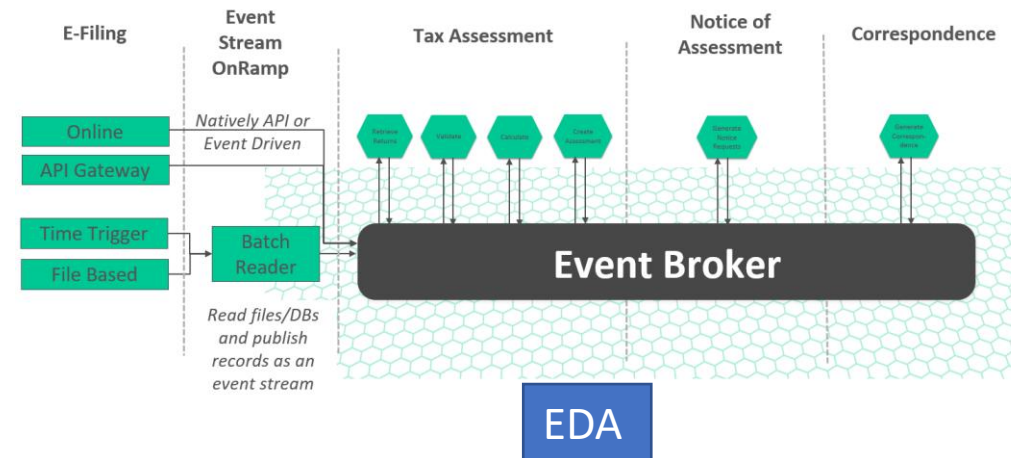 E-Filing
Event
Stream
OnRamp
Tax Assessment
Notice of
Assessment
Correspondence
Online
API Gateway
Time Trigger
File Based
Natively API or
Event Driven
Batch
Reader
Read files/DBs
and publish
records as an
event stream
Retrieve
Returns
Validate
Calculate
Create
Assessment
Generate
Notice
Requests
Generate
Correspon-
dence
Event Broker
EDA